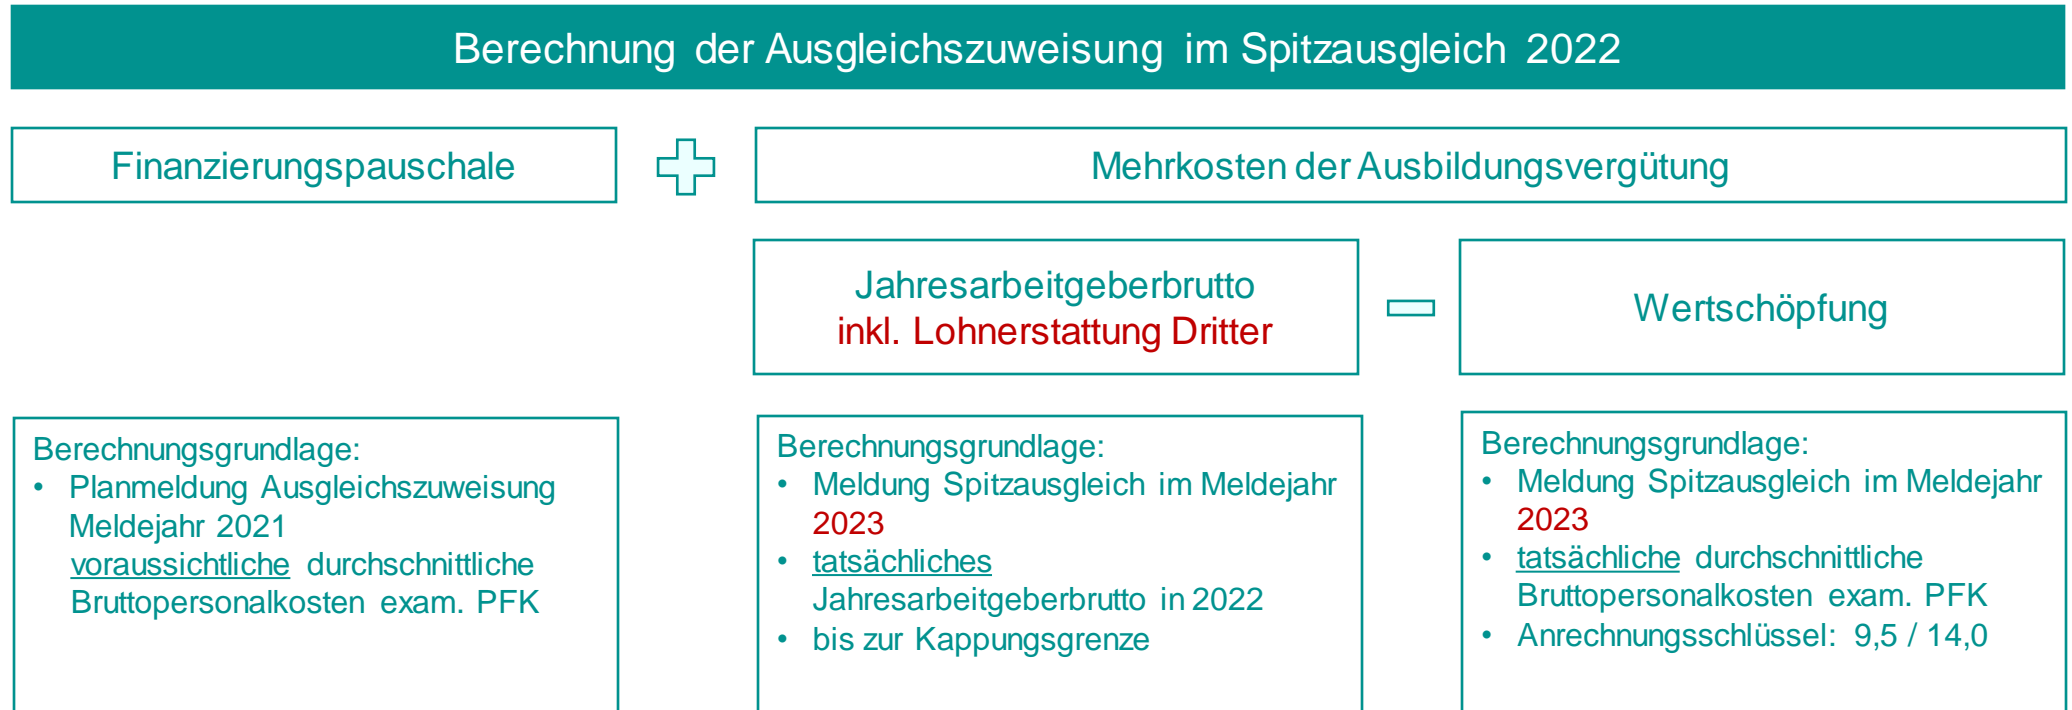 Berechnung der Ausgleichszuweisung im Spitzausgleich 2022
Finanzierungspauschale
Mehrkosten der Ausbildungsvergütung
Jahresarbeitgeberbrutto
inkl. Lohnerstattung Dritter
Wertschöpfung
Berechnungsgrundlage:
• Planmeldung Ausgleichszuweisung
Meldejahr 2021
voraussichtliche durchschnittliche
Bruttopersonalkosten exam. PFK
Berechnungsgrundlage:
• Meldung Spitzausgleich im Meldejahr
2023
• tatsächliches
Jahresarbeitgeberbrutto in 2022
• bis zur Kappungsgrenze
Berechnungsgrundlage:
• Meldung Spitzausgleich im Meldejahr
2023
• tatsächliche durchschnittliche
Bruttopersonalkosten exam. PFK
• Anrechnungsschlüssel: 9,5 / 14,0